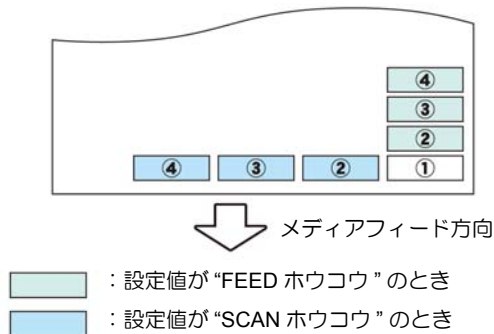 ④
③
②
④ ③ ② ①
メディアフィード方向
：設定値が “FEED ホウコウ ” のとき
：設定値が “SCAN ホウコウ ” のとき